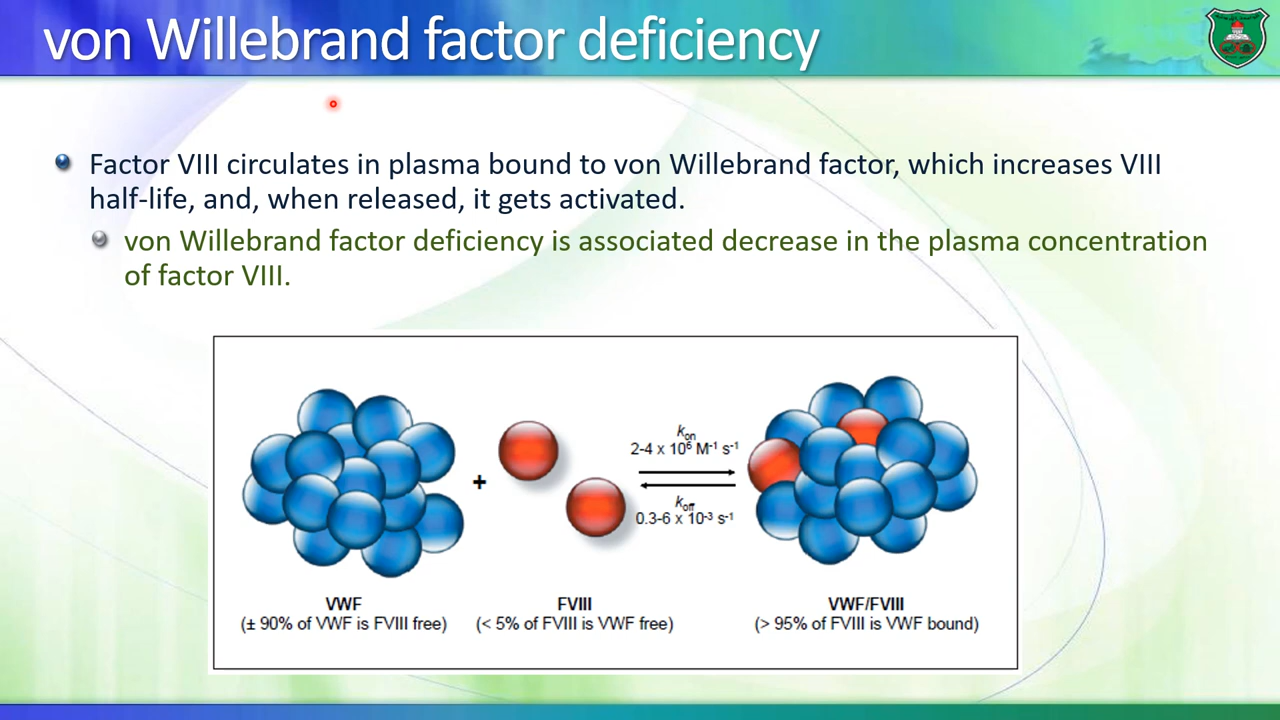 von Willebrand factor deficiency
Factor VIII circulates in plasma bound to von Willebrand factor, which increases VIII
half-life, and, when released, it gets activated.
von Willebrand factor deficiency is associated decrease in the plasma concentration
of factor VIII.
+
kon
2-4 x 10⁶ M⁻¹ s⁻¹
koff
0.3-6 x 10⁻³ s⁻¹
VWF
(± 90% of VWF is FVIII free)
FVIII
(< 5% of FVIII is VWF free)
VWF/FVIII
(> 95% of FVIII is VWF bound)